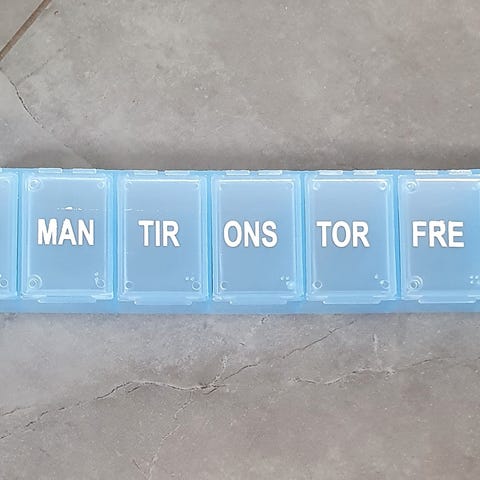 MAN TIR ONS TOR FRE